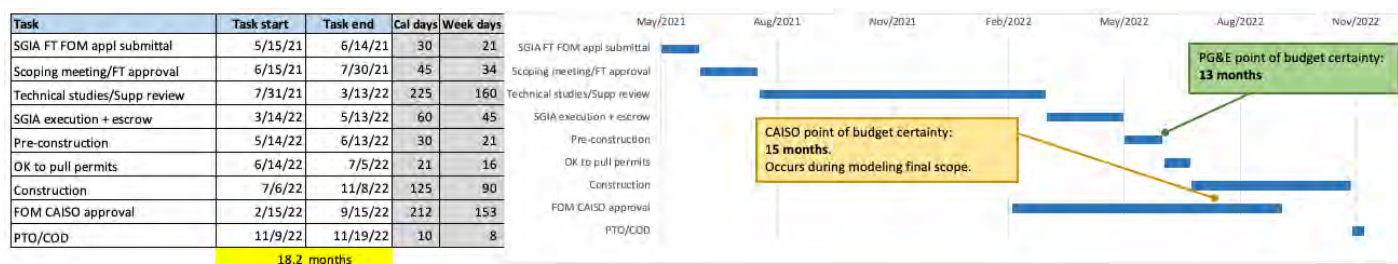 Task Task start Task end Cal days Week days
SGIA FT FOM appl submittal 5/15/21 6/14/21 30 21
Scoping meeting/FT approval 6/15/21 7/30/21 45 34
Technical studies/Supp review 7/31/21 3/13/22 225 160
SGIA execution + escrow 3/14/22 5/13/22 60 45
Pre-construction 5/14/22 6/13/22 30 21
OK to pull permits 6/14/22 7/5/22 21 16
Construction 7/6/22 11/8/22 125 90
FOM CAISO approval 2/15/22 9/15/22 212 153
PTO/COD 11/9/22 11/19/22 10 8
18.2 months
May/2021 Aug/2021 Nov/2021 Feb/2022 May/2022 Aug/2022 Nov/2022
SGIA FT FOM appl submittal
Scoping meeting/FT approval
Technical studies/Supp review
SGIA execution + escrow
Pre-construction
OK to pull permits
Construction
FOM CAISO approval
PTO/COD
PG&E point of budget certainty:
13 months
CAISO point of budget certainty:
15 months.
Occurs during modeling final scope.